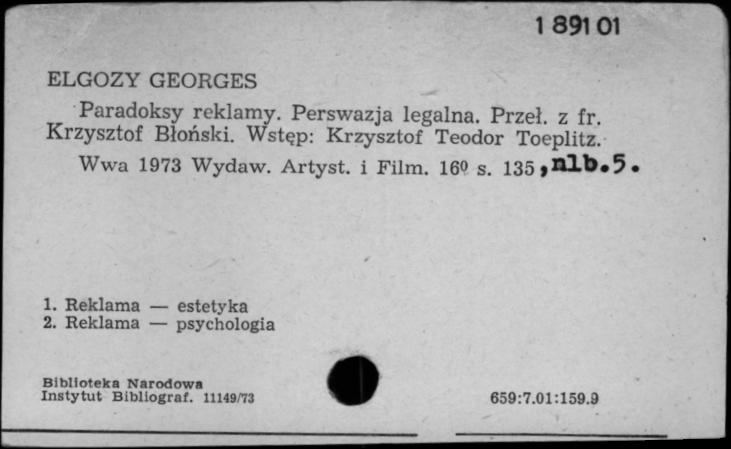 1 891 01
ELGOZY GEORGES
Paradoksy reklamy. Perswazja legalna. Przeł. z fr.
Krzysztof Błoński. Wstęp: Krzysztof Teodor Toeplitz.
Wwa 1973 Wydaw. Artyst. i Film. 16⁰ s. 135, nlb.5.
1. Reklama — estetyka
2. Reklama — psychologia
Biblioteka Narodowa
Instytut Bibliograf. 11149/73
659:7.01:159.9